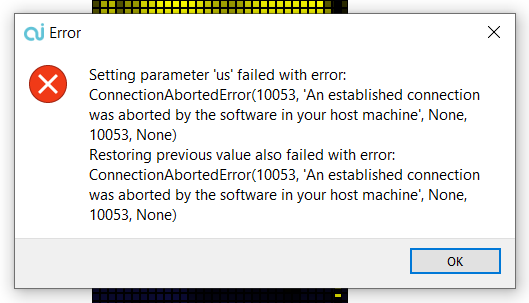 Error
Setting parameter 'us' failed with error:
ConnectionAbortedError(10053, 'An established connection
was aborted by the software in your host machine', None,
10053, None)
Restoring previous value also failed with error:
ConnectionAbortedError(10053, 'An established connection
was aborted by the software in your host machine', None,
10053, None)
OK